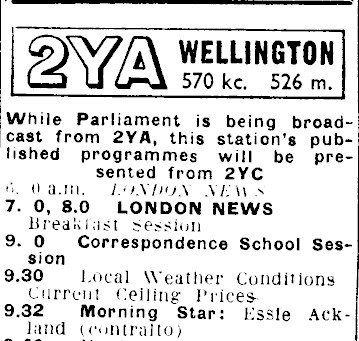 2YA WELLINGTON
570 kc. 526 m.
While Parliament is being broad-
cast from 2YA, this station's pub-
lished programmes will be pre-
sented from 2YC
6. 0 a.m. LONDON NEWS
7. 0, 8.0 LONDON NEWS
Breakfast Session
9. 0 Correspondence School Ses-
sion
9.30 Local Weather Conditions
Current Ceiling Prices
9.32 Morning Star: Essie Ack-
land (contralto)